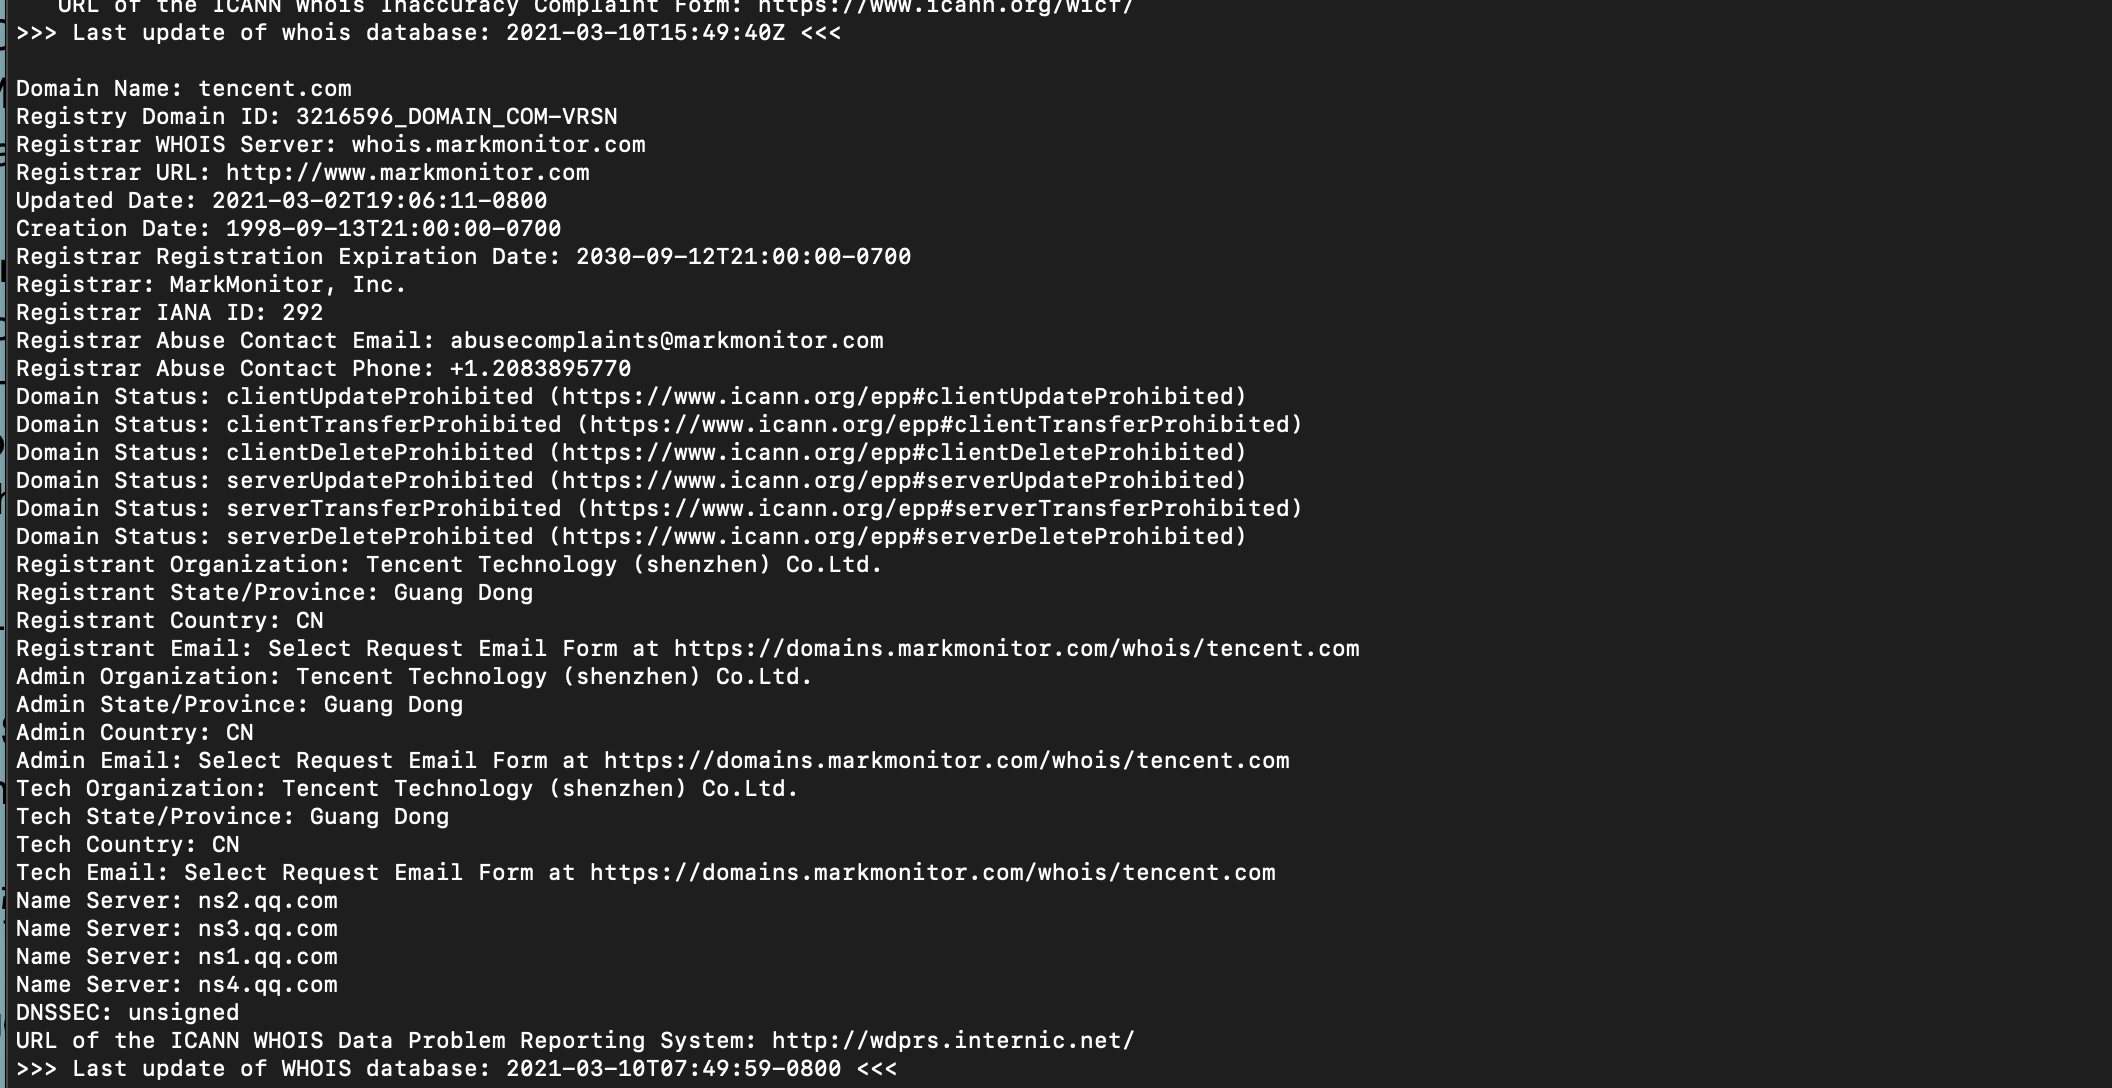 URL of the ICANN Whois Inaccuracy Complaint Form: https://www.icann.org/wicf/
>>> Last update of whois database: 2021-03-10T15:49:40Z <<<
Domain Name: tencent.com
Registry Domain ID: 3216596_DOMAIN_COM-VRSN
Registrar WHOIS Server: whois.markmonitor.com
Registrar URL: http://www.markmonitor.com
Updated Date: 2021-03-02T19:06:11-0800
Creation Date: 1998-09-13T21:00:00-0700
Registrar Registration Expiration Date: 2030-09-12T21:00:00-0700
Registrar: MarkMonitor, Inc.
Registrar IANA ID: 292
Registrar Abuse Contact Email: abusecomplaints@markmonitor.com
Registrar Abuse Contact Phone: +1.2083895770
Domain Status: clientUpdateProhibited (https://www.icann.org/epp#clientUpdateProhibited)
Domain Status: clientTransferProhibited (https://www.icann.org/epp#clientTransferProhibited)
Domain Status: clientDeleteProhibited (https://www.icann.org/epp#clientDeleteProhibited)
Domain Status: serverUpdateProhibited (https://www.icann.org/epp#serverUpdateProhibited)
Domain Status: serverTransferProhibited (https://www.icann.org/epp#serverTransferProhibited)
Domain Status: serverDeleteProhibited (https://www.icann.org/epp#serverDeleteProhibited)
Registrant Organization: Tencent Technology (shenzhen) Co.Ltd.
Registrant State/Province: Guang Dong
Registrant Country: CN
Registrant Email: Select Request Email Form at https://domains.markmonitor.com/whois/tencent.com
Admin Organization: Tencent Technology (shenzhen) Co.Ltd.
Admin State/Province: Guang Dong
Admin Country: CN
Admin Email: Select Request Email Form at https://domains.markmonitor.com/whois/tencent.com
Tech Organization: Tencent Technology (shenzhen) Co.Ltd.
Tech State/Province: Guang Dong
Tech Country: CN
Tech Email: Select Request Email Form at https://domains.markmonitor.com/whois/tencent.com
Name Server: ns2.qq.com
Name Server: ns3.qq.com
Name Server: ns1.qq.com
Name Server: ns4.qq.com
DNSSEC: unsigned
URL of the ICANN WHOIS Data Problem Reporting System: http://wdprs.internic.net/
>>> Last update of WHOIS database: 2021-03-10T07:49:59-0800 <<<